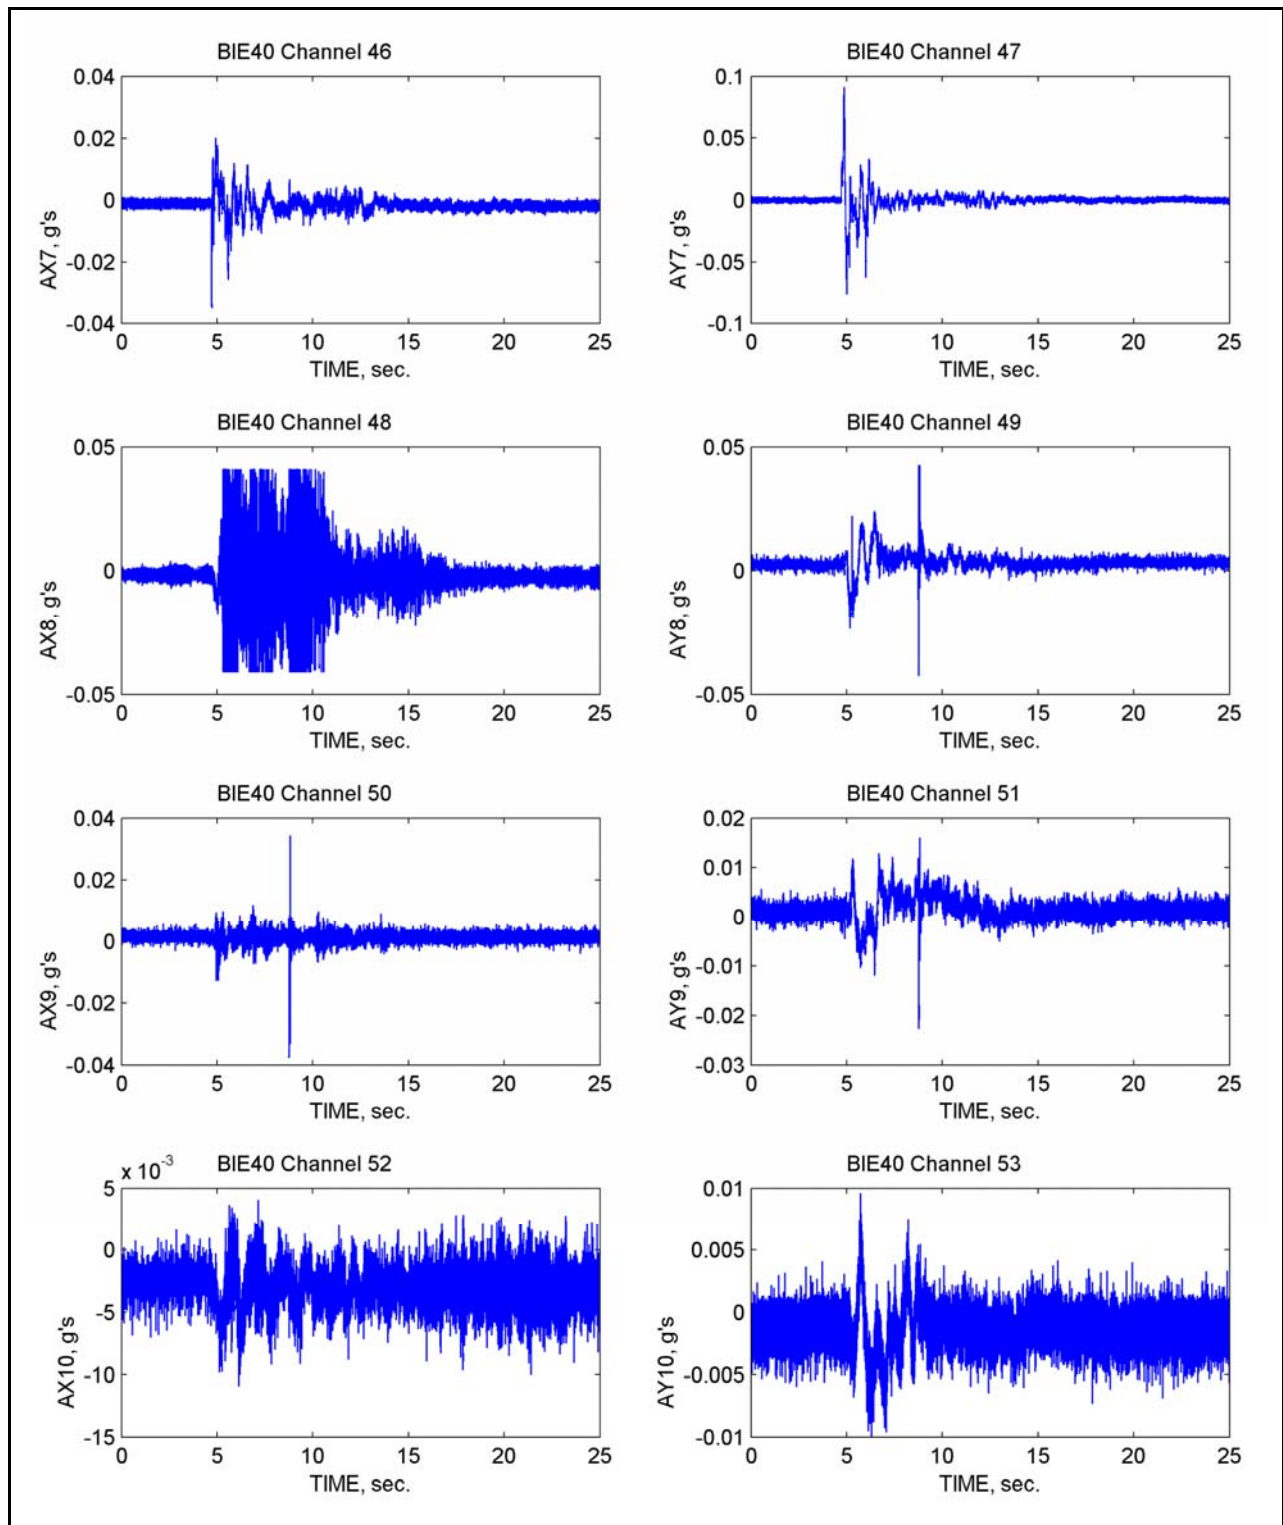 BIE40 Channel 46
0.04
0.02
0
-0.02
-0.04
AX7, g's
0 5 10 15 20 25
TIME, sec.
BIE40 Channel 47
0.1
0.05
0
-0.05
-0.1
AY7, g's
0 5 10 15 20 25
TIME, sec.
BIE40 Channel 48
0.05
0
-0.05
AX8, g's
0 5 10 15 20 25
TIME, sec.
BIE40 Channel 49
0.05
0
-0.05
AY8, g's
0 5 10 15 20 25
TIME, sec.
BIE40 Channel 50
0.04
0.02
0
-0.02
-0.04
AX9, g's
0 5 10 15 20 25
TIME, sec.
BIE40 Channel 51
0.02
0.01
0
-0.01
-0.02
-0.03
AY9, g's
0 5 10 15 20 25
TIME, sec.
x 10^-3
BIE40 Channel 52
5
0
-5
-10
-15
AX10, g's
0 5 10 15 20 25
TIME, sec.
BIE40 Channel 53
0.01
0.005
0
-0.005
-0.01
AY10, g's
0 5 10 15 20 25
TIME, sec.